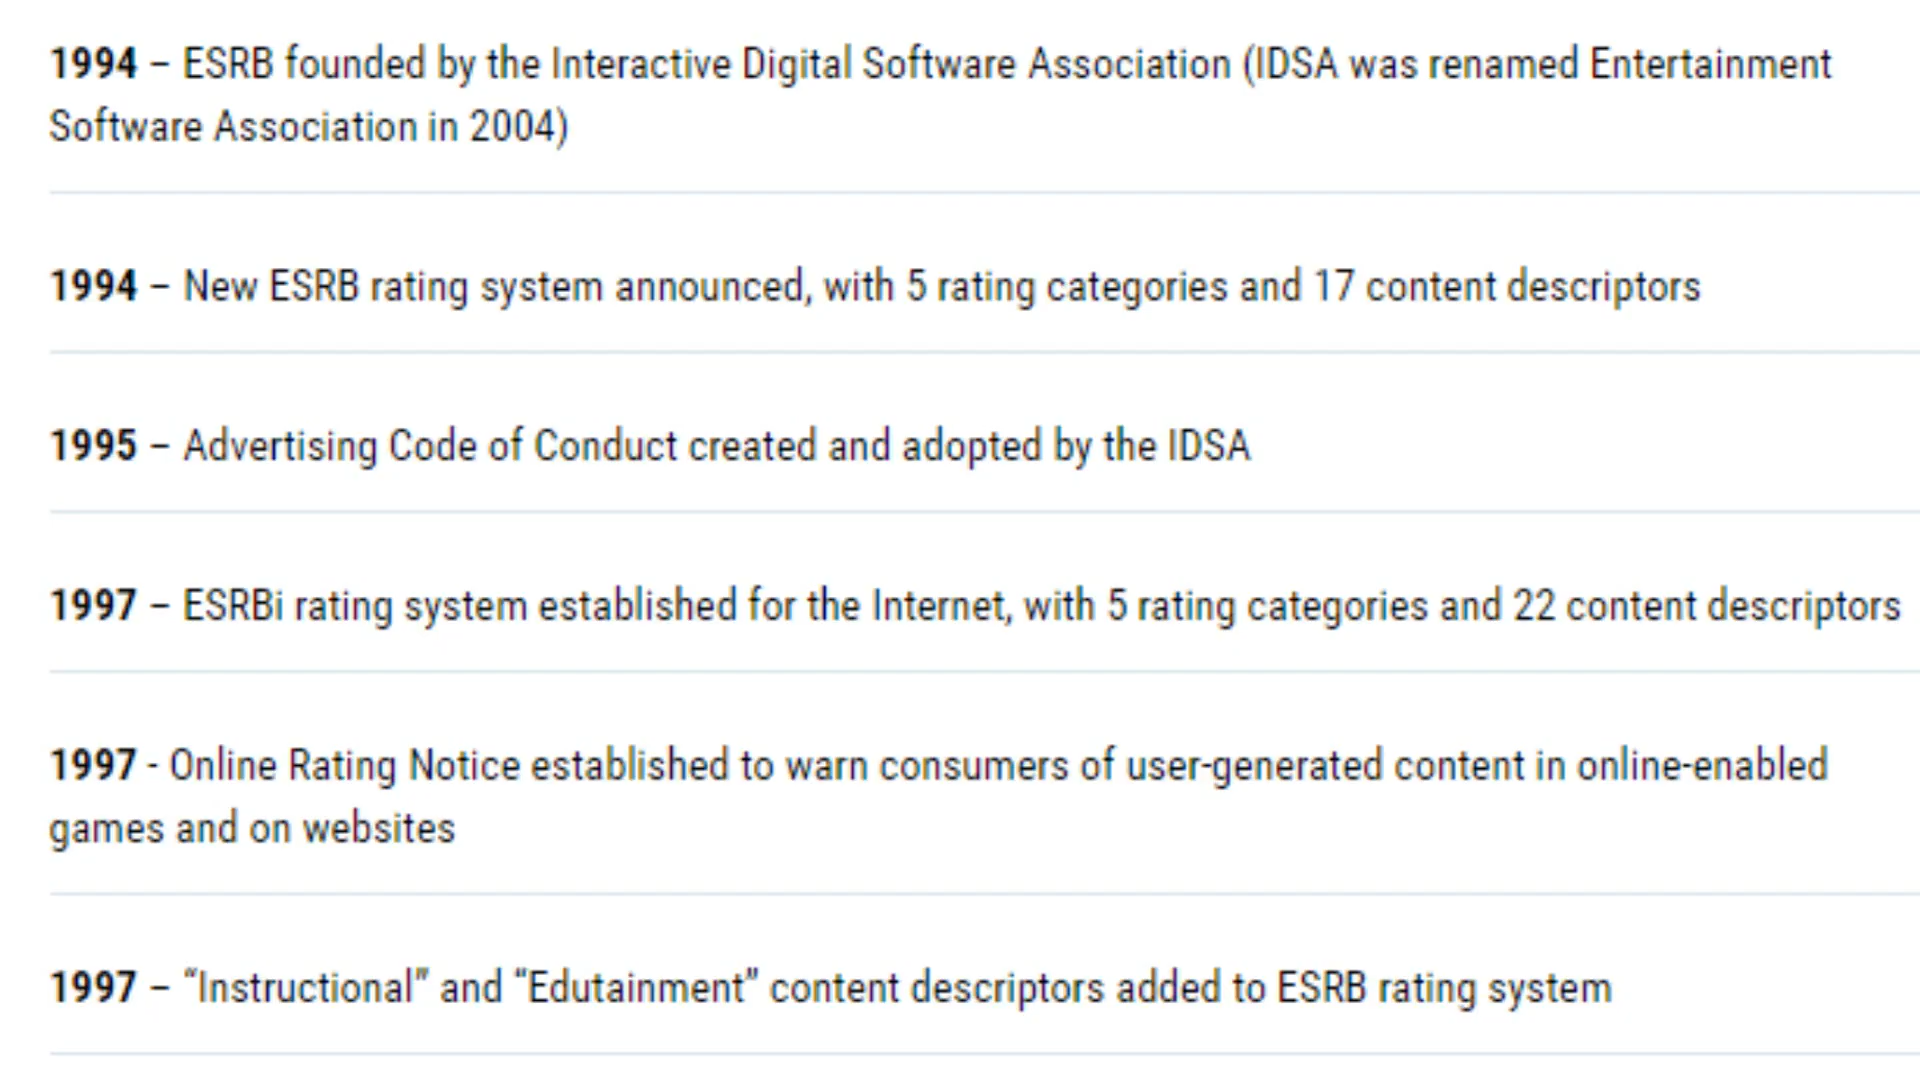 1994 – ESRB founded by the Interactive Digital Software Association (IDSA was renamed Entertainment
Software Association in 2004)
1994 – New ESRB rating system announced, with 5 rating categories and 17 content descriptors
1995 – Advertising Code of Conduct created and adopted by the IDSA
1997 – ESRBi rating system established for the Internet, with 5 rating categories and 22 content descriptors
1997 - Online Rating Notice established to warn consumers of user-generated content in online-enabled
games and on websites
1997 – “Instructional” and “Edutainment” content descriptors added to ESRB rating system